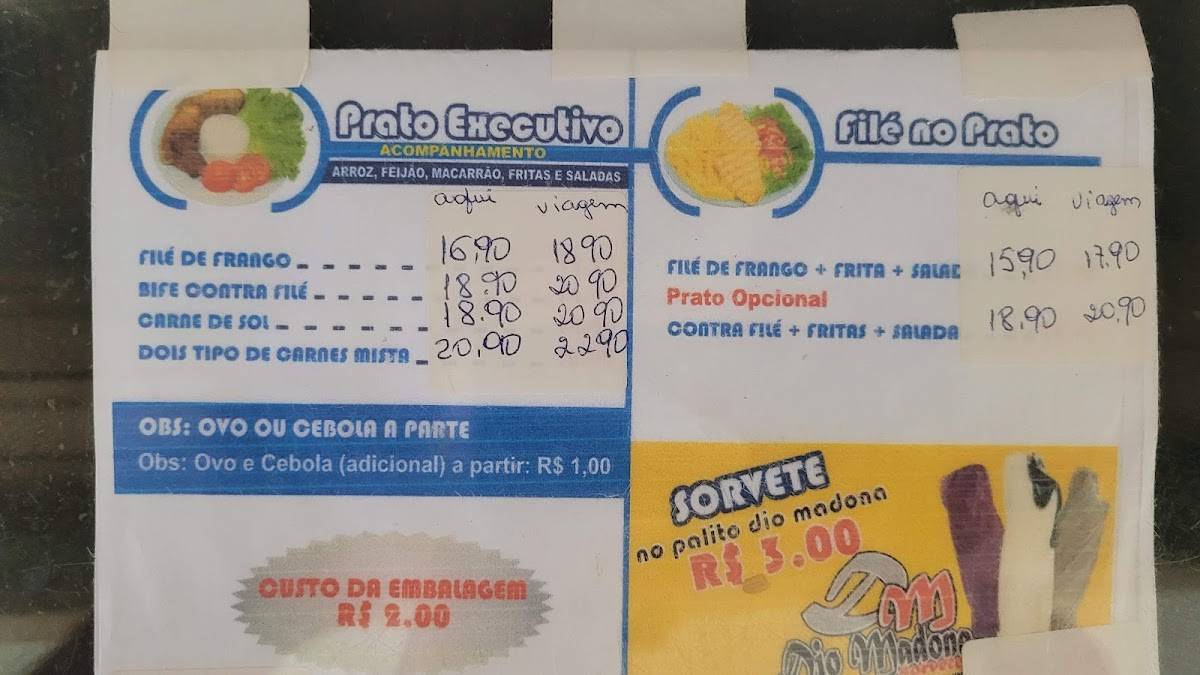 Prato Executivo
ACOMPANHAMENTO
ARROZ, FEIJÃO, MACARRÃO, FRITAS E SALADAS
aqui viagem
FILÉ DE FRANGO 16,90 18 90
BIFE CONTRA FILÉ 18.90 20 90
CARNE DE SOL 18.90 20 90
DOIS TIPO DE CARNES MISTA 20,90 22 90
OBS: OVO OU CEBOLA A PARTE
Obs: Ovo e Cebola (adicional) a partir: R$ 1,00
CUSTO DA EMBALAGEM
R$ 2.00
Filé no Prato
aqui viagem
FILÉ DE FRANGO + FRITA + SALAD 15,90 17.90
Prato Opcional
CONTRA FILÉ + FRITAS + SALADA 18.90 20,90
SORVETE
no palito dio madona
R$ 3.00
DM
Dio Madona